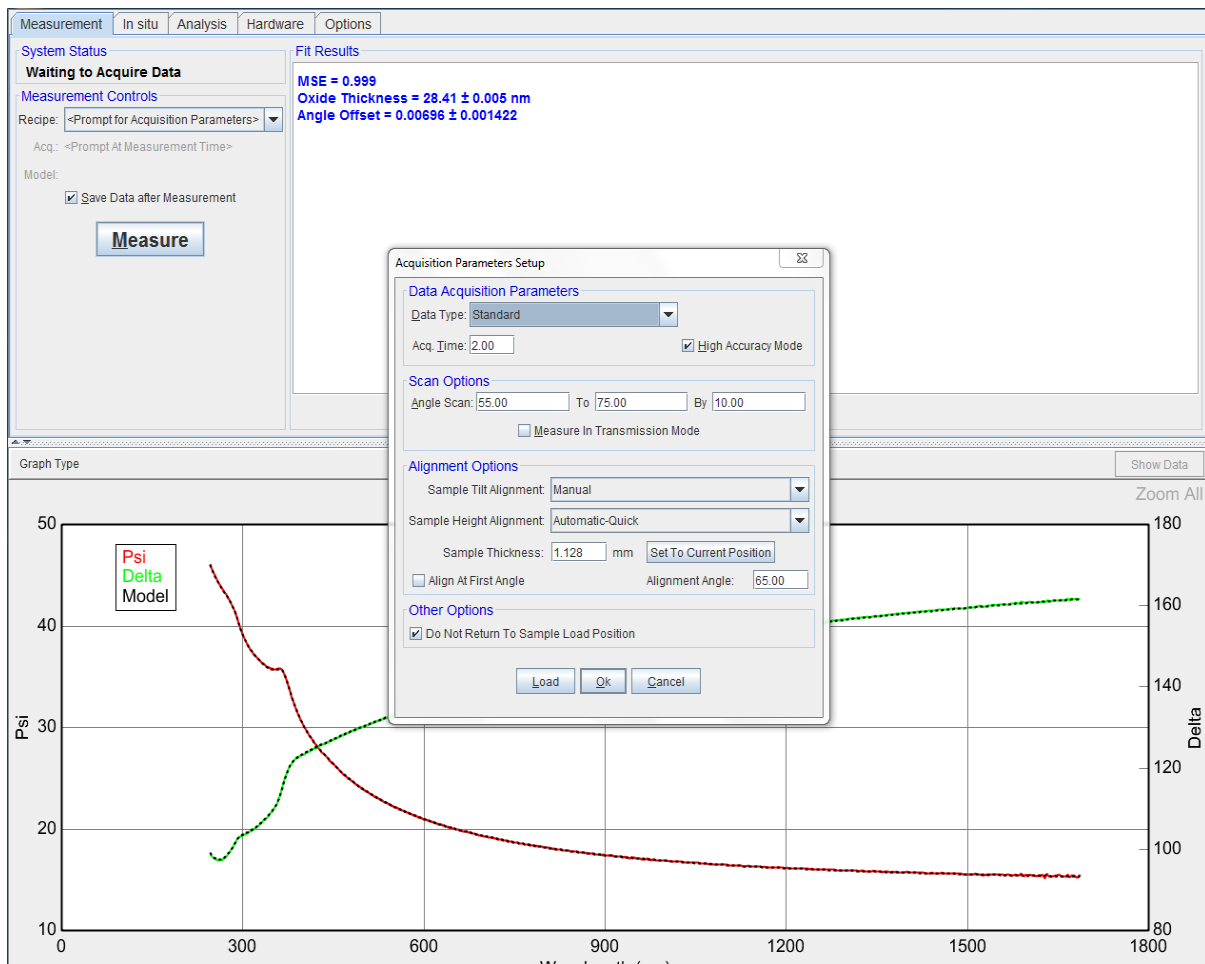 Measurement In situ Analysis Hardware Options
System Status
Waiting to Acquire Data
Measurement Controls
Recipe: <Prompt for Acquisition Parameters>
Acq.: <Prompt At Measurement Time>
Model:
Save Data after Measurement
Measure
Fit Results
MSE = 0.999
Oxide Thickness = 28.41 ± 0.005 nm
Angle Offset = 0.00696 ± 0.001422
Acquisition Parameters Setup
Data Acquisition Parameters
Data Type: Standard
Acq. Time: 2.00 High Accuracy Mode
Scan Options
Angle Scan: 55.00 To 75.00 By 10.00
Measure In Transmission Mode
Alignment Options
Sample Tilt Alignment: Manual
Sample Height Alignment: Automatic-Quick
Sample Thickness: 1.128 mm Set To Current Position
Align At First Angle Alignment Angle: 65.00
Other Options
Do Not Return To Sample Load Position
Load Ok Cancel
Graph Type Show Data
Zoom All
Psi
Delta
Model
50
40
30
20
10
Psi
180
160
140
120
100
80
Delta
0 300 600 900 1200 1500 1800